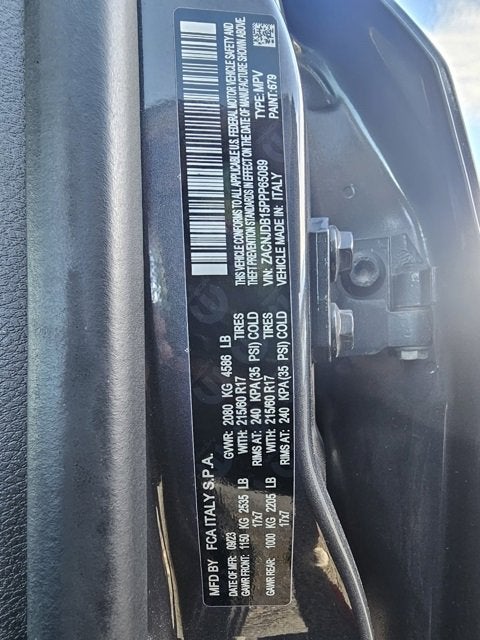 MFD BY FCA ITALY S.P.A.
DATE OF MFR: 09/23 GVWR: 2080 KG 4586 LB
GAWR FRONT: 1150 KG 2535 LB WITH: 215/60 R17 TIRES
17x7 RIMS AT: 240 KPA(35 PSI) COLD
GAWR REAR: 1000 KG 2205 LB WITH: 215/60 R17 TIRES
17x7 RIMS AT: 240 KPA(35 PSI) COLD
THIS VEHICLE CONFORMS TO ALL APPLICABLE U.S. FEDERAL MOTOR VEHICLE SAFETY AND
THEFT PREVENTION STANDARDS IN EFFECT ON THE DATE OF MANUFACTURE SHOWN ABOVE.
VIN: ZACNJDB15PPP65089 TYPE: MPV
VEHICLE MADE IN: ITALY PAINT: 679